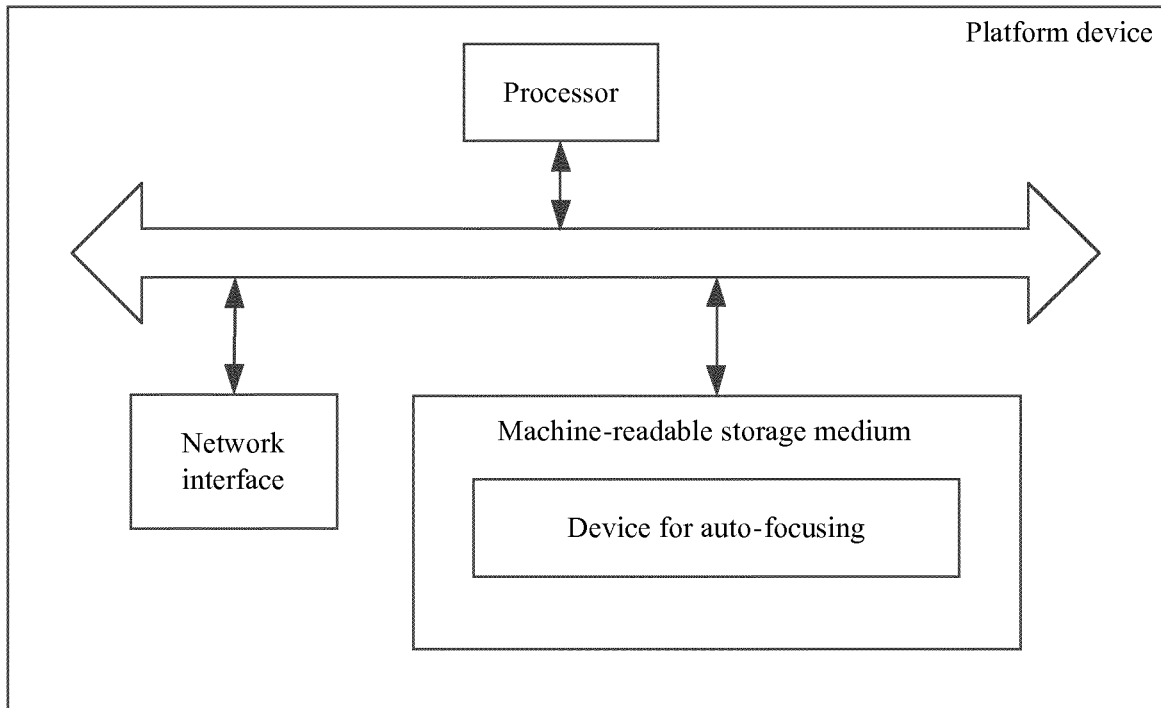 Platform device
Processor
Network
interface
Machine-readable storage medium
Device for auto-focusing